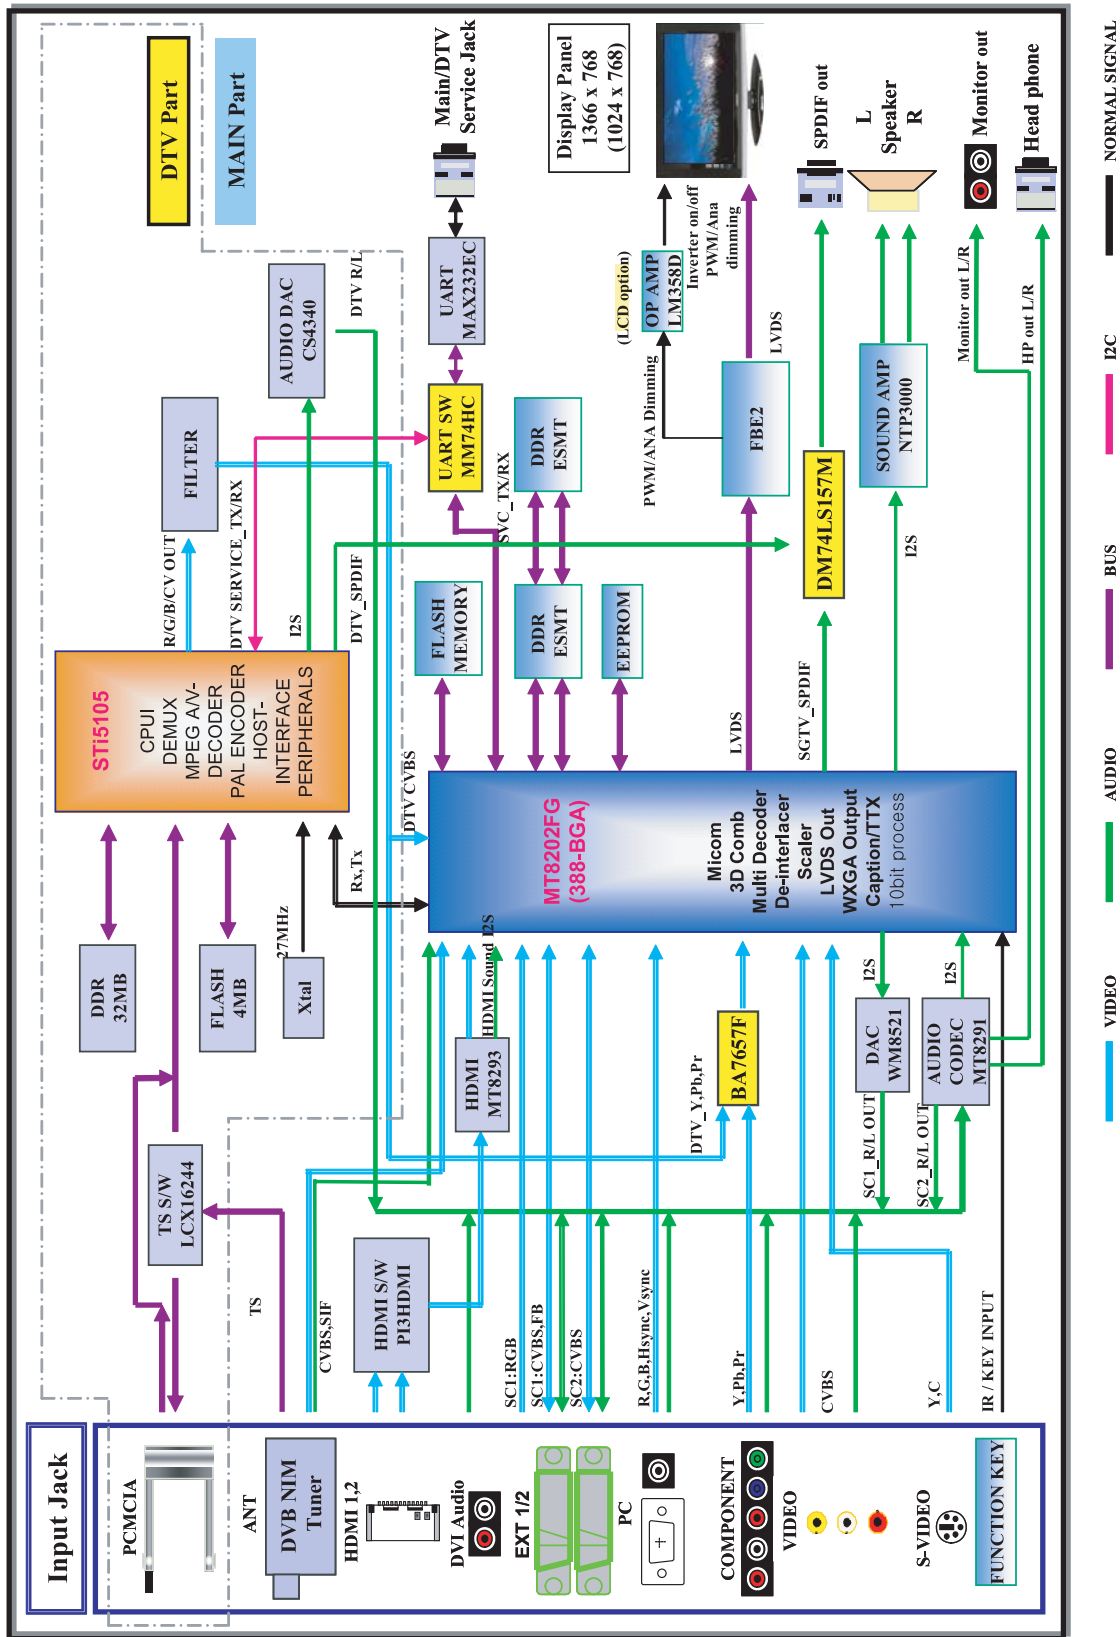 Input Jack
PCMCIA
ANT
DVB NIM
Tuner
HDMI 1,2
DVI Audio
EXT 1/2
PC
COMPONENT
VIDEO
S-VIDEO
FUNCTION KEY
TS
CVBS,SIF
HDMI S/W
PI3HDMI
SC1:RGB
SC1:CVBS,FB
SC2:CVBS
R,G,B,Hsync,Vsync
Y,Pb,Pr
CVBS
Y,C
IR / KEY INPUT
TS S/W
LCX16244
DDR
32MB
FLASH
4MB
Xtal
27MHz
HDMI
MT8293
HDMI Sound I2S
DTV_Y,Pb,Pr
BA7657F
SC1_R/L OUT
DAC
WM8521
I2S
SC2_R/L OUT
AUDIO
CODEC
MT8291
I2S
STi5105
CPUI
DEMUX
MPEG A/V-
DECODER
PAL ENCODER
HOST-
INTERFACE
PERIPHERALS
Rx,Tx
DTV CVBS
MT8202FG
(388-BGA)
Micom
3D Comb
Multi Decoder
De-interlacer
Scaler
LVDS Out
WXGA Output
Caption/TTX
10bit process
R/G/B/CV OUT
DTV SERVICE_TX/RX
I2S
DTV_SPDIF
FILTER
AUDIO DAC
CS4340
DTV R/L
FLASH
MEMORY
SVC_TX/RX
DDR
ESMT
DDR
ESMT
EEPROM
LVDS
SGTV_SPDIF
I2S
UART SW
MM74HC
UART
MAX232EC
Main/DTV
Service Jack
PWM/ANA Dimming
FBE2
LVDS
(LCD option)
OP AMP
LM358D
Inverter on/off
PWM/Ana
dimming
Display Panel
1366 x 768
(1024 x 768)
DM74LS157M
SOUND AMP
NTP3000
SPDIF out
L
Speaker
R
Monitor out L/R
Monitor out
HP out L/R
Head phone
DTV Part
MAIN Part
VIDEO
AUDIO
BUS
I2C
NORMAL SIGNAL